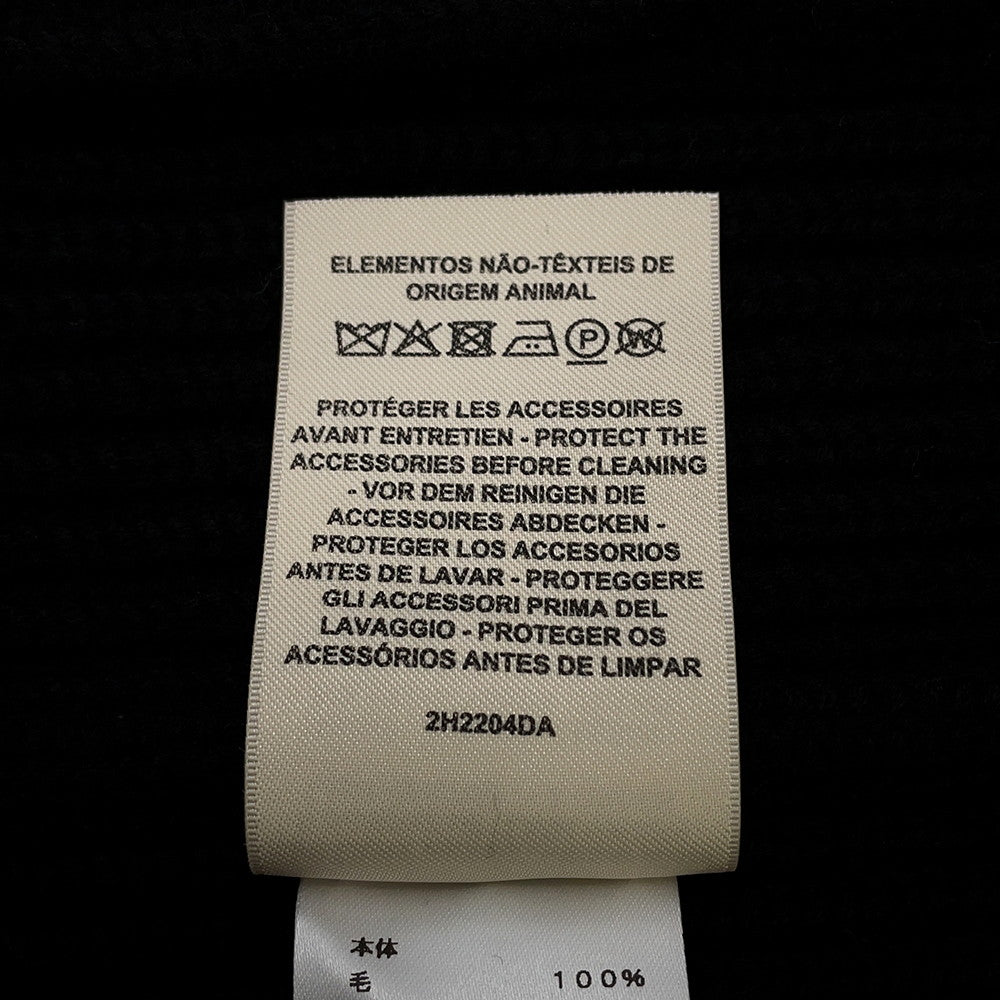 ELEMENTOS NÃO-TÊXTEIS DE
ORIGEM ANIMAL
P W
PROTÉGER LES ACCESSOIRES
AVANT ENTRETIEN - PROTECT THE
ACCESSORIES BEFORE CLEANING
- VOR DEM REINIGEN DIE
ACCESSOIRES ABDECKEN -
PROTEGER LOS ACCESORIOS
ANTES DE LAVAR - PROTEGGERE
GLI ACCESSORI PRIMA DEL
LAVAGGIO - PROTEGER OS
ACESSÓRIOS ANTES DE LIMPAR
2H2204DA
本体
毛 100%